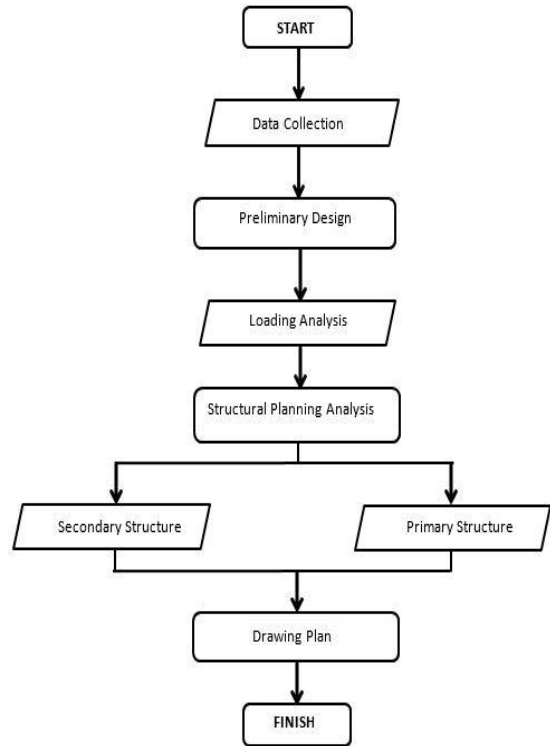 START
Data Collection
Preliminary Design
Loading Analysis
Structural Planning Analysis
Secondary Structure
Primary Structure
Drawing Plan
FINISH